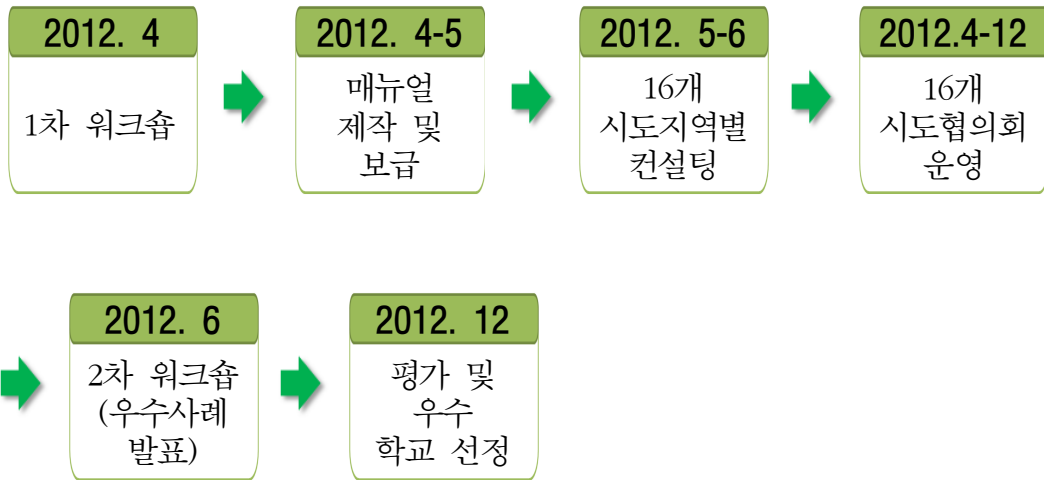 2012. 4
1차 워크숍
2012. 4-5
매뉴얼
제작 및
보급
2012. 5-6
16개
시도지역별
컨설팅
2012.4-12
16개
시도협의회
운영
2012. 6
2차 워크숍
(우수사례
발표)
2012. 12
평가 및
우수
학교 선정